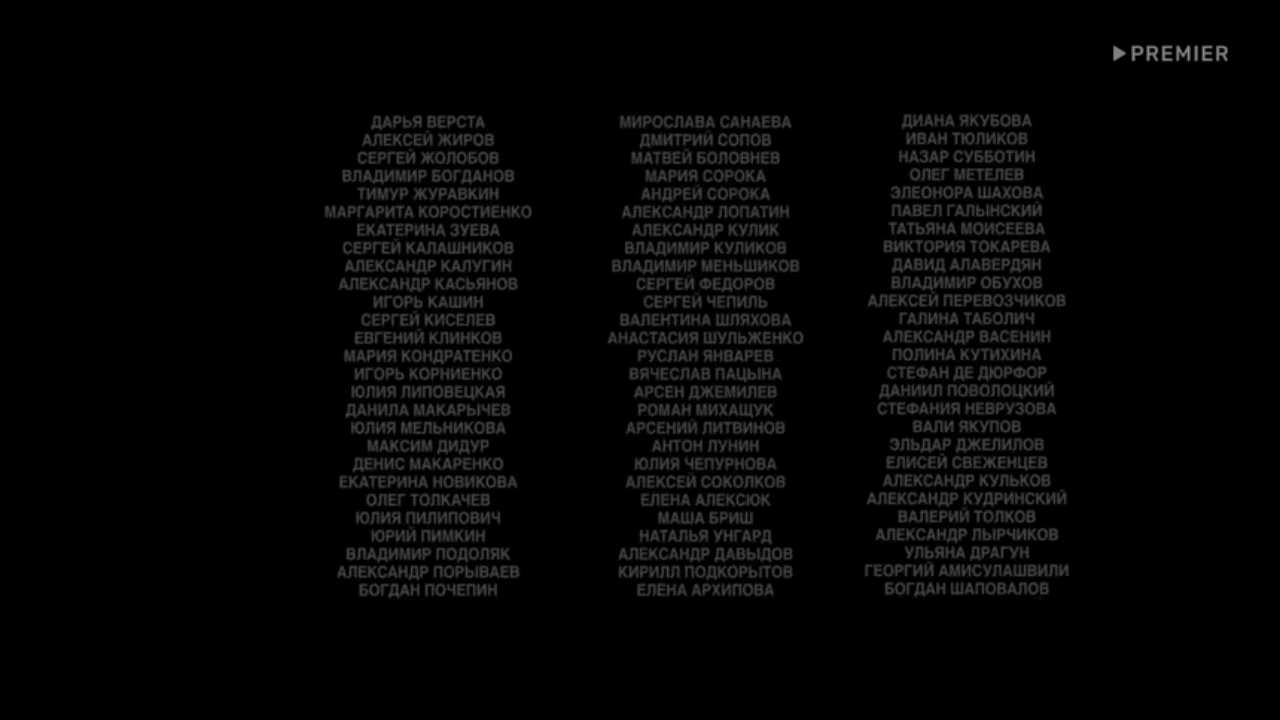 PREMIER
ДАРЬЯ ВЕРСТА
АЛЕКСЕЙ ЖИРОВ
СЕРГЕЙ ЖОЛОБОВ
ВЛАДИМИР БОГДАНОВ
ТИМУР ЖУРАВКИН
МАРГАРИТА КОРОСТИЕНКО
ЕКАТЕРИНА ЗУЕВА
СЕРГЕЙ КАЛАШНИКОВ
АЛЕКСАНДР КАЛУГИН
АЛЕКСАНДР КАСЬЯНОВ
ИГОРЬ КАШИН
СЕРГЕЙ КИСЕЛЕВ
ЕВГЕНИЙ КЛИНКОВ
МАРИЯ КОНДРАТЕНКО
ИГОРЬ КОРНИЕНКО
ЮЛИЯ ЛИПОВЕЦКАЯ
ДАНИЛА МАКАРЫЧЕВ
ЮЛИЯ МЕЛЬНИКОВА
МАКСИМ ДИДУР
ДЕНИС МАКАРЕНКО
ЕКАТЕРИНА НОВИКОВА
ОЛЕГ ТОЛКАЧЕВ
ЮЛИЯ ПИЛИПОВИЧ
ЮРИЙ ПИМКИН
ВЛАДИМИР ПОДОЛЯК
АЛЕКСАНДР ПОРЫВАЕВ
БОГДАН ПОЧЕПИН
МИРОСЛАВА САНАЕВА
ДМИТРИЙ СОПОВ
МАТВЕЙ БОЛОВНЕВ
МАРИЯ СОРОКА
АНДРЕЙ СОРОКА
АЛЕКСАНДР ЛОПАТИН
АЛЕКСАНДР КУЛИК
ВЛАДИМИР КУЛИКОВ
ВЛАДИМИР МЕНЬШИКОВ
СЕРГЕЙ ФЕДОРОВ
СЕРГЕЙ ЧЕПИЛЬ
ВАЛЕНТИНА ШЛЯХОВА
АНАСТАСИЯ ШУЛЬЖЕНКО
РУСЛАН ЯНВАРЕВ
ВЯЧЕСЛАВ ПАЦЫНА
АРСЕН ДЖЕМИЛЕВ
РОМАН МИХАЩУК
АРСЕНИЙ ЛИТВИНОВ
АНТОН ЛУНИН
ЮЛИЯ ЧЕПУРНОВА
АЛЕКСЕЙ СОКОЛКОВ
ЕЛЕНА АЛЕКСЮК
МАША БРИШ
НАТАЛЬЯ УНГАРД
АЛЕКСАНДР ДАВЫДОВ
КИРИЛЛ ПОДКОРЫТОВ
ЕЛЕНА АРХИПОВА
ДИАНА ЯКУБОВА
ИВАН ТЮЛИКОВ
НАЗАР СУББОТИН
ОЛЕГ МЕТЕЛЕВ
ЭЛЕОНОРА ШАХОВА
ПАВЕЛ ГАЛЫНСКИЙ
ТАТЬЯНА МОИСЕЕВА
ВИКТОРИЯ ТОКАРЕВА
ДАВИД АЛАВЕРДЯН
ВЛАДИМИР ОБУХОВ
АЛЕКСЕЙ ПЕРЕВОЗЧИКОВ
ГАЛИНА ТАБОЛИЧ
АЛЕКСАНДР ВАСЕНИН
ПОЛИНА КУТИХИНА
СТЕФАН ДЕ ДЮРФОР
ДАНИИЛ ПОВОЛОЦКИЙ
СТЕФАНИЯ НЕВРУЗОВА
ВАЛИ ЯКУПОВ
ЭЛЬДАР ДЖЕЛИЛОВ
ЕЛИСЕЙ СВЕЖЕНЦЕВ
АЛЕКСАНДР КУЛЬКОВ
АЛЕКСАНДР КУДРИНСКИЙ
ВАЛЕРИЙ ТОЛКОВ
АЛЕКСАНДР ЛЫРЧИКОВ
УЛЬЯНА ДРАГУН
ГЕОРГИЙ АМИСУЛАШВИЛИ
БОГДАН ШАПОВАЛОВ